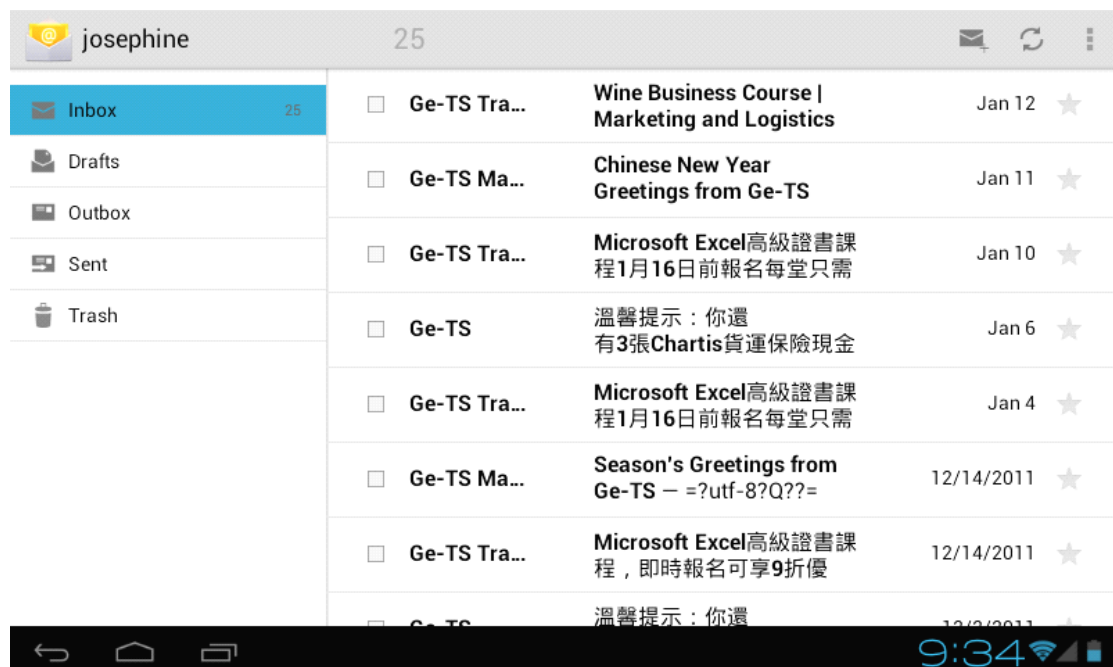 josephine
25
Inbox 25
Drafts
Outbox
Sent
Trash
Ge-TS Tra...
Wine Business Course |
Marketing and Logistics
Jan 12
Ge-TS Ma...
Chinese New Year
Greetings from Ge-TS
Jan 11
Ge-TS Tra...
Microsoft Excel高級證書課
程1月16日前報名每堂只需
Jan 10
Ge-TS
溫馨提示：你還
有3張Chartis貨運保險現金
Jan 6
Ge-TS Tra...
Microsoft Excel高級證書課
程1月16日前報名每堂只需
Jan 4
Ge-TS Ma...
Season's Greetings from
Ge-TS — =?utf-8?Q??=
12/14/2011
Ge-TS Tra...
Microsoft Excel高級證書課
程，即時報名可享9折優
12/14/2011
Ge-TS
溫馨提示：你還
9:34